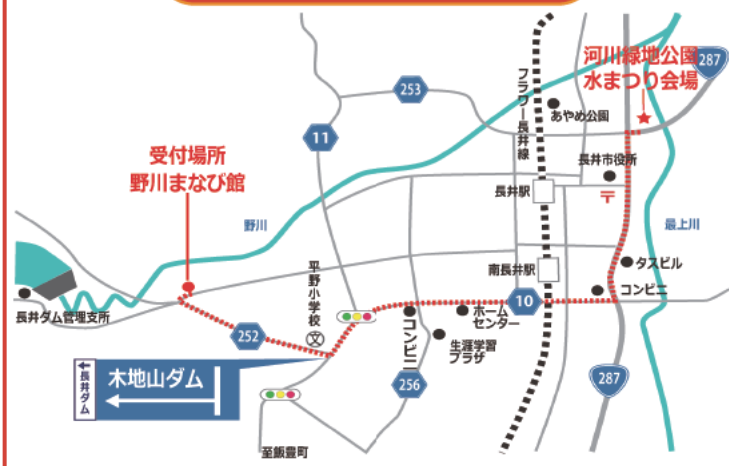 河川緑地公園
水まつり会場
287
253
フラワー長井線
あやめ公園
11
受付場所
野川まなび館
長井市役所
〒
長井駅
野川
最上川
平野小学校
文
南長井駅
タスビル
コンビニ
10
長井ダム管理支所
252
コンビニ
ホーム
センター
生涯学習
プラザ
←長井ダム
木地山ダム
256
287
至飯豊町